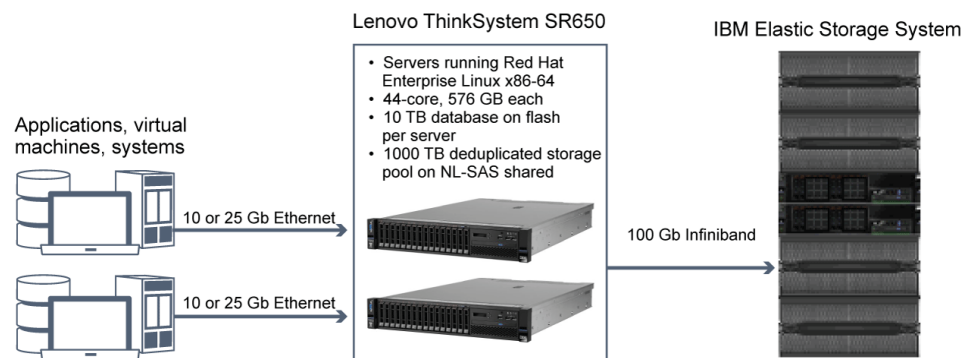 Lenovo ThinkSystem SR650
IBM Elastic Storage System
• Servers running Red Hat
Enterprise Linux x86-64
• 44-core, 576 GB each
• 10 TB database on flash
per server
• 1000 TB deduplicated storage
pool on NL-SAS shared
Applications, virtual
machines, systems
10 or 25 Gb Ethernet
100 Gb Infiniband
10 or 25 Gb Ethernet